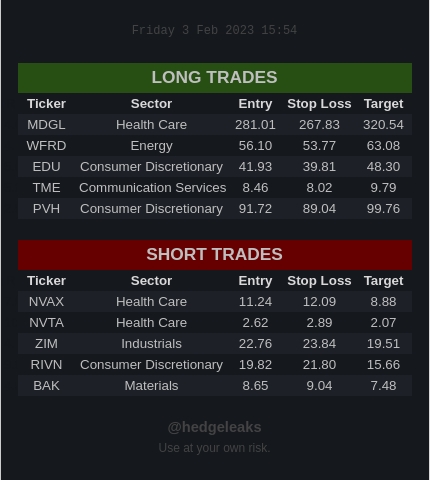 Friday 3 Feb 2023 15:54
LONG TRADES
Ticker Sector Entry Stop Loss Target
MDGL Health Care 281.01 267.83 320.54
WFRD Energy 56.10 53.77 63.08
EDU Consumer Discretionary 41.93 39.81 48.30
TME Communication Services 8.46 8.02 9.79
PVH Consumer Discretionary 91.72 89.04 99.76
SHORT TRADES
Ticker Sector Entry Stop Loss Target
NVAX Health Care 11.24 12.09 8.88
NVTA Health Care 2.62 2.89 2.07
ZIM Industrials 22.76 23.84 19.51
RIVN Consumer Discretionary 19.82 21.80 15.66
BAK Materials 8.65 9.04 7.48
@hedgeleaks
Use at your own risk.